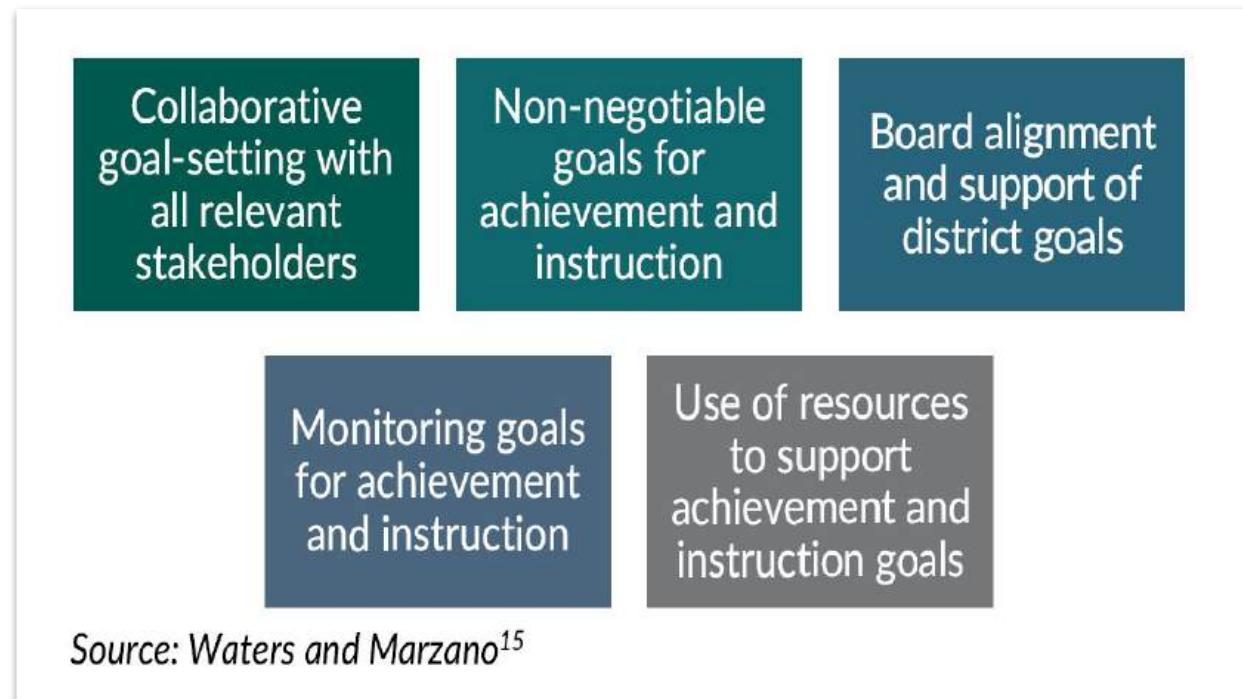 Collaborative
goal-setting with
all relevant
stakeholders
Non-negotiable
goals for
achievement and
instruction
Board alignment
and support of
district goals
Monitoring goals
for achievement
and instruction
Use of resources
to support
achievement and
instruction goals
Source: Waters and Marzano15